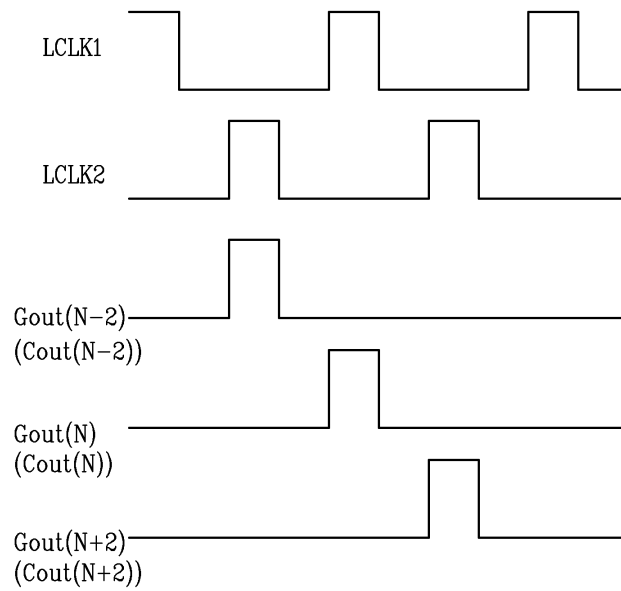 LCLK1
LCLK2
Gout(N-2)
(Cout(N-2))
Gout(N)
(Cout(N))
Gout(N+2)
(Cout(N+2))